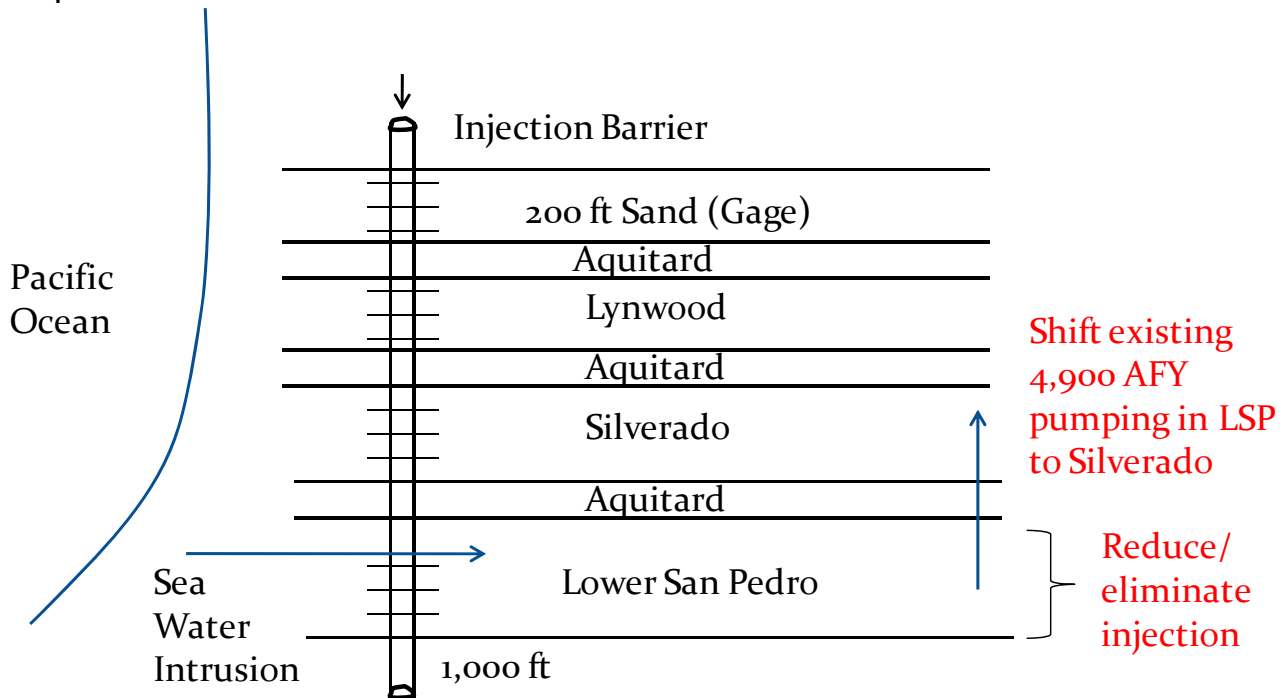 Injection Barrier
200 ft Sand (Gage)
Aquitard
Pacific
Ocean
Lynwood
Aquitard
Shift existing
4,900 AFY
pumping in LSP
to Silverado
Silverado
Aquitard
Sea
Water
Intrusion
Lower San Pedro
Reduce/
eliminate
injection
1,000 ft